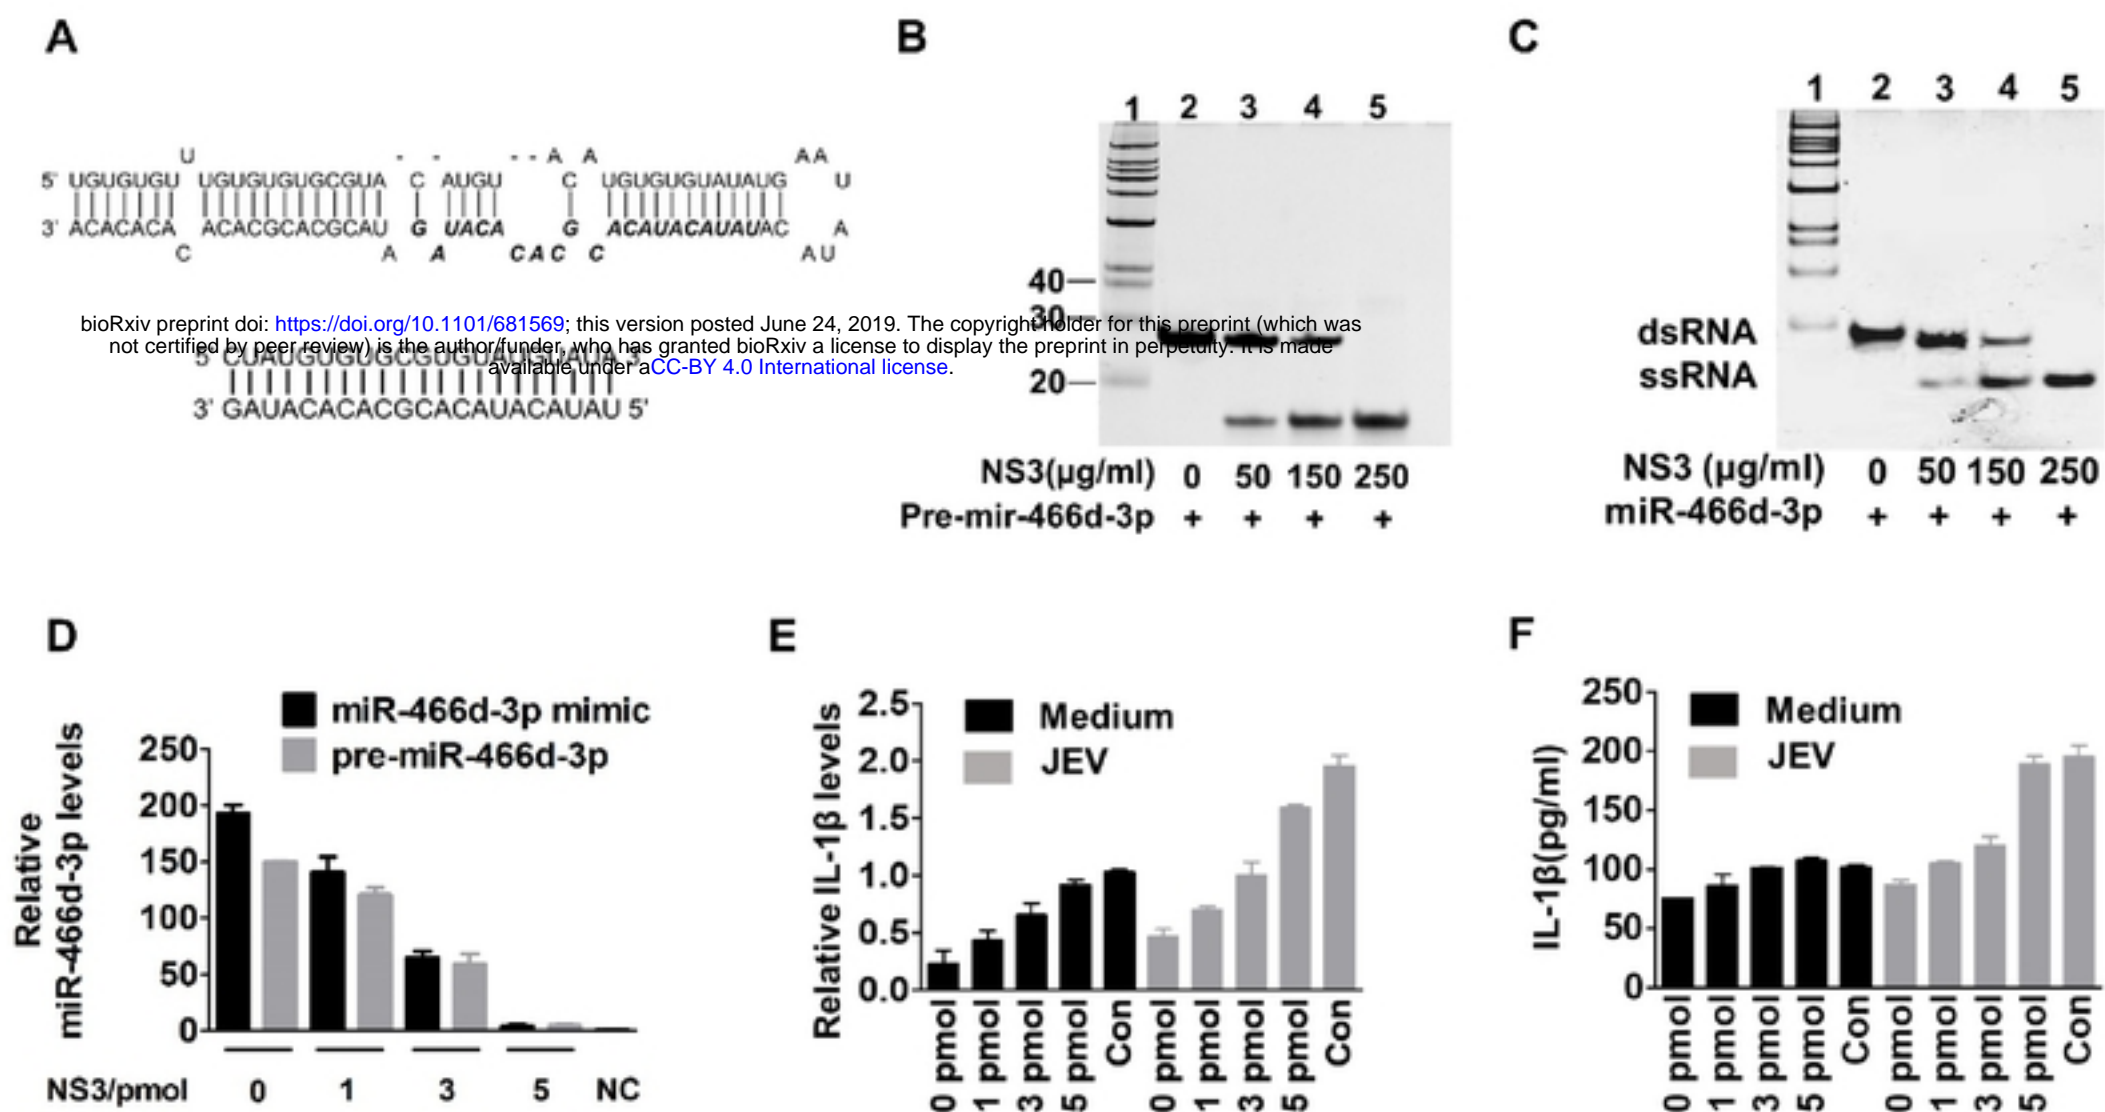 A
U - - - - A A AA
5' UGUGUGU UGUGUGUGCGUA C AUGU C UGUGUGUAUAUG U
3' ACACACA ACACGCACGCAU G UACA G ACAUACAUAUAC A
C A A CAC C AU
bioRxiv preprint doi: https://doi.org/10.1101/681569; this version posted June 24, 2019. The copyright holder for this preprint (which was
not certified by peer review) is the author/funder, who has granted bioRxiv a license to display the preprint in perpetuity. It is made
available under aCC-BY 4.0 International license.
5' CUAUGUGUGCGUGUAUGUAUA 3'
3' GAUACACACGCACAUACAUAU 5'
B
1 2 3 4 5
40
30
20
NS3(µg/ml) 0 50 150 250
Pre-mir-466d-3p + + + +
C
1 2 3 4 5
dsRNA
ssRNA
NS3 (µg/ml) 0 50 150 250
miR-466d-3p + + + +
D
miR-466d-3p mimic
pre-miR-466d-3p
Relative
miR-466d-3p levels
250
200
150
100
50
0
NS3/pmol 0 1 3 5 NC
E
Medium
JEV
Relative IL-1β levels
2.5
2.0
1.5
1.0
0.5
0.0
0 pmol
1 pmol
3 pmol
5 pmol
Con
0 pmol
1 pmol
3 pmol
5 pmol
Con
F
Medium
JEV
IL-1β(pg/ml)
250
200
150
100
50
0
0 pmol
1 pmol
3 pmol
5 pmol
Con
0 pmol
1 pmol
3 pmol
5 pmol
Con